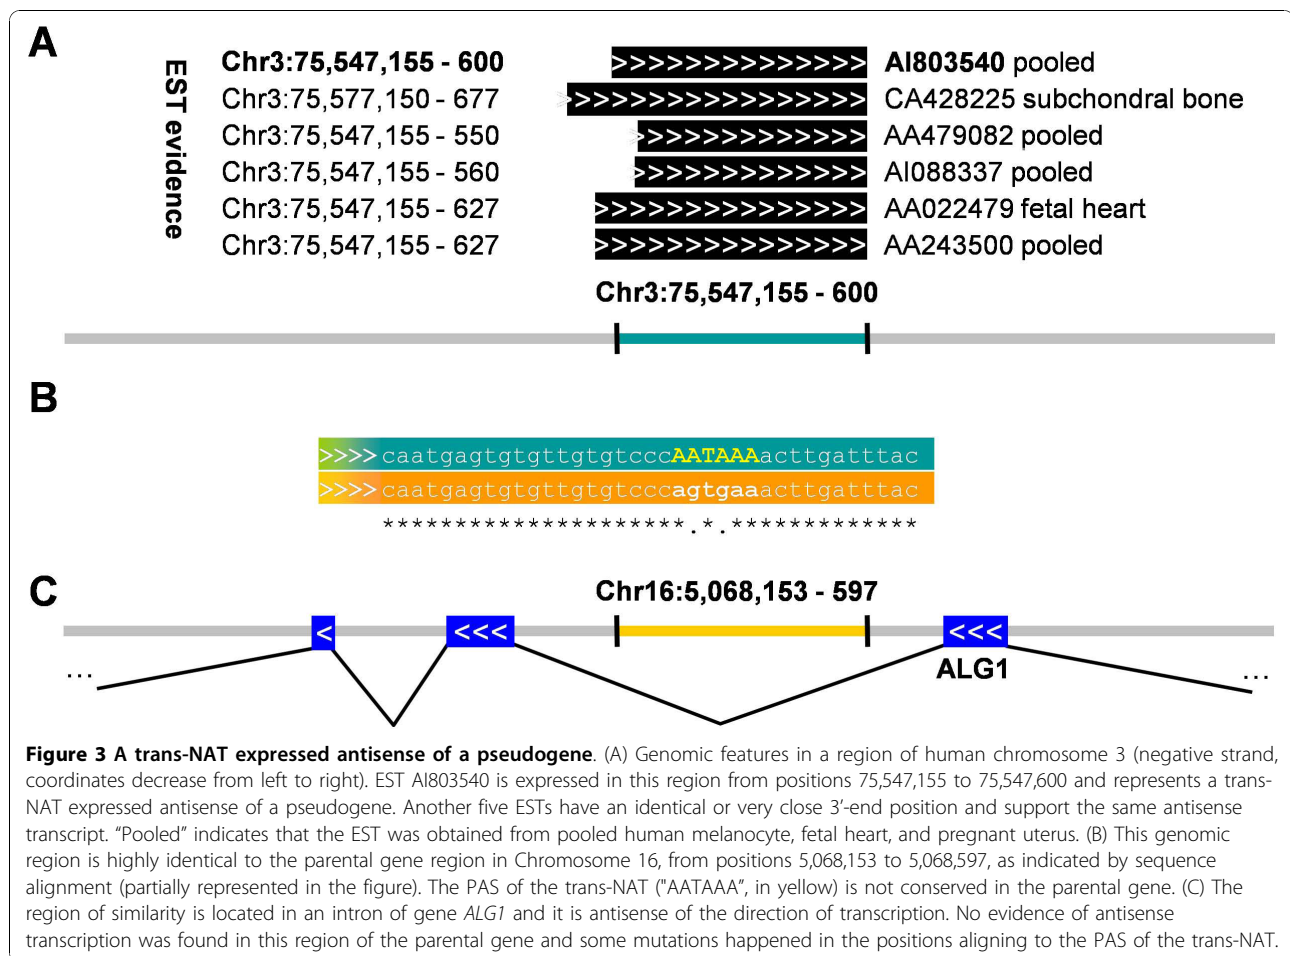 A
EST evidence
Chr3:75,547,155 - 600 >>>>>>>>>>>>>> AI803540 pooled
Chr3:75,577,150 - 677 >>>>>>>>>>>>>>>>> CA428225 subchondral bone
Chr3:75,547,155 - 550 >>>>>>>>>>>>> AA479082 pooled
Chr3:75,547,155 - 560 >>>>>>>>>>>>> AI088337 pooled
Chr3:75,547,155 - 627 >>>>>>>>>>>>>>> AA022479 fetal heart
Chr3:75,547,155 - 627 >>>>>>>>>>>>>>> AA243500 pooled
Chr3:75,547,155 - 600
B
>>>>caatgagtgtgttgtgtcccAATAAAacttgatttac
>>>>caatgagtgtgttgtgtcccagtgaaacttgatttac
*********************.*.*************
C
Chr16:5,068,153 - 597
< <<< <<<
ALG1
... ...
Figure 3 A trans-NAT expressed antisense of a pseudogene. (A) Genomic features in a region of human chromosome 3 (negative strand,
coordinates decrease from left to right). EST AI803540 is expressed in this region from positions 75,547,155 to 75,547,600 and represents a trans-
NAT expressed antisense of a pseudogene. Another five ESTs have an identical or very close 3'-end position and support the same antisense
transcript. “Pooled” indicates that the EST was obtained from pooled human melanocyte, fetal heart, and pregnant uterus. (B) This genomic
region is highly identical to the parental gene region in Chromosome 16, from positions 5,068,153 to 5,068,597, as indicated by sequence
alignment (partially represented in the figure). The PAS of the trans-NAT ("AATAAA”, in yellow) is not conserved in the parental gene. (C) The
region of similarity is located in an intron of gene ALG1 and it is antisense of the direction of transcription. No evidence of antisense
transcription was found in this region of the parental gene and some mutations happened in the positions aligning to the PAS of the trans-NAT.